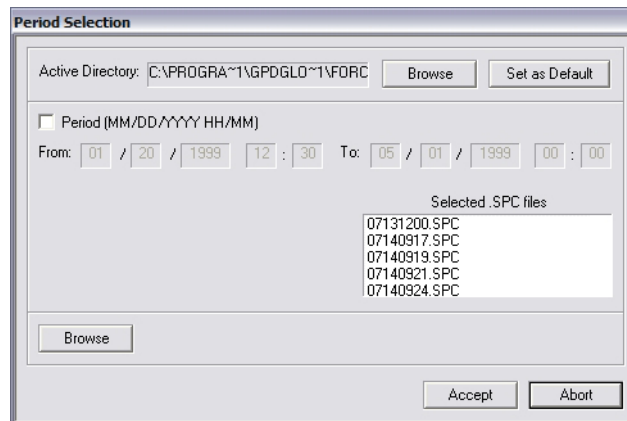 Period Selection
Active Directory: C:\PROGRA~1\GPDGLO~1\FORC Browse Set as Default
Period (MM/DD/YYYY HH/MM)
From: 01 / 20 / 1999 12 : 30 To: 05 / 01 / 1999 00 : 00
Selected .SPC files
07131200.SPC
07140917.SPC
07140919.SPC
07140921.SPC
07140924.SPC
Browse
Accept Abort